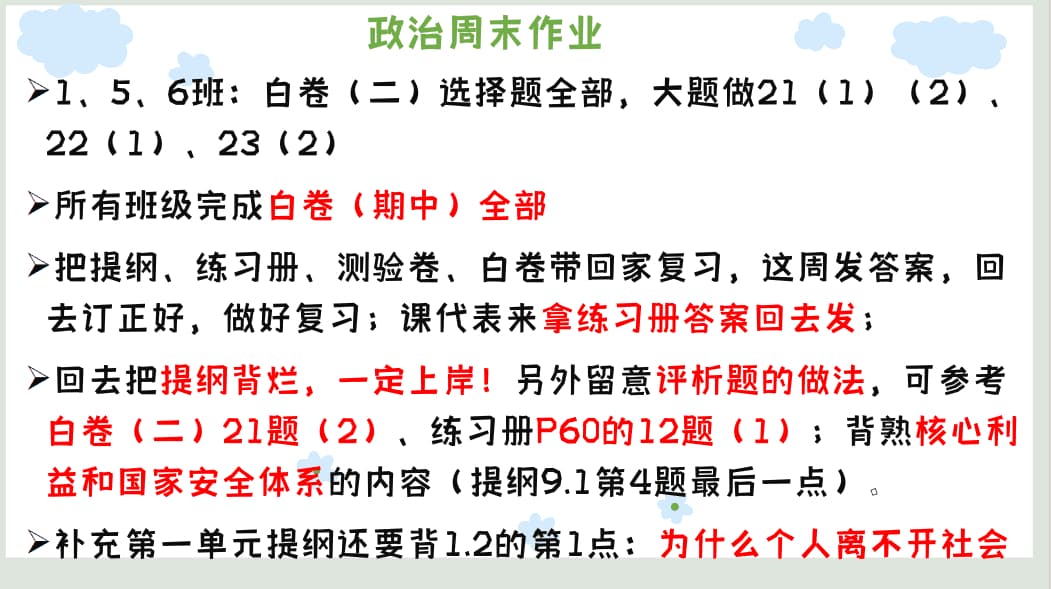 政治周末作业
➢1、5、6班：白卷（二）选择题全部，大题做21（1）（2）、
22（1）、23（2）
➢所有班级完成白卷（期中）全部
➢把提纲、练习册、测验卷、白卷带回家复习，这周发答案，回
去订正好，做好复习；课代表来拿练习册答案回去发；
➢回去把提纲背烂，一定上岸！另外留意评析题的做法，可参考
白卷（二）21题（2）、练习册P60的12题（1）；背熟核心利
益和国家安全体系的内容（提纲9.1第4题最后一点）。
➢补充第一单元提纲还要背1.2的第1点：为什么个人离不开社会